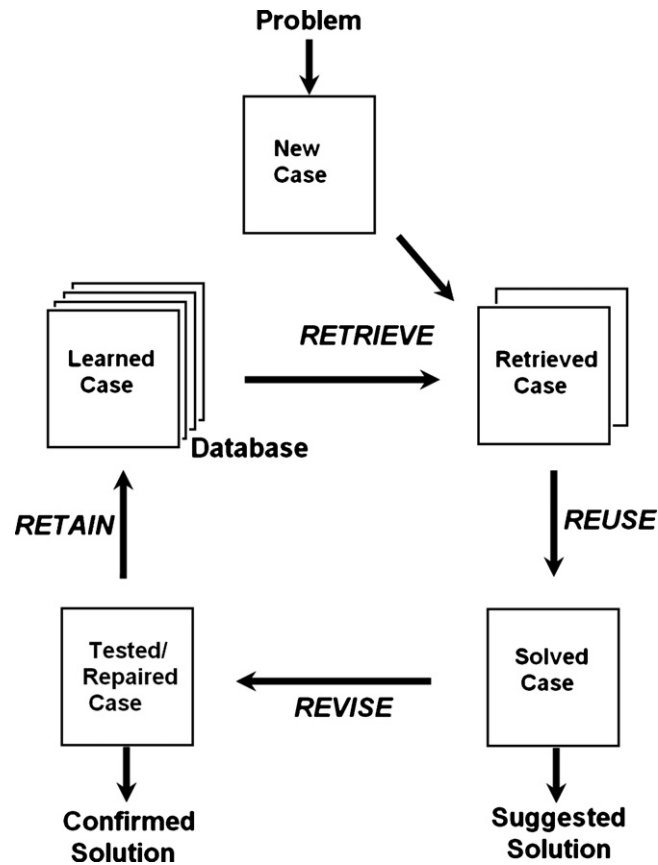 Problem
New
Case
RETRIEVE
Learned
Case
Retrieved
Case
Database
RETAIN
REUSE
Tested/
Repaired
Case
Solved
Case
REVISE
Confirmed
Solution
Suggested
Solution